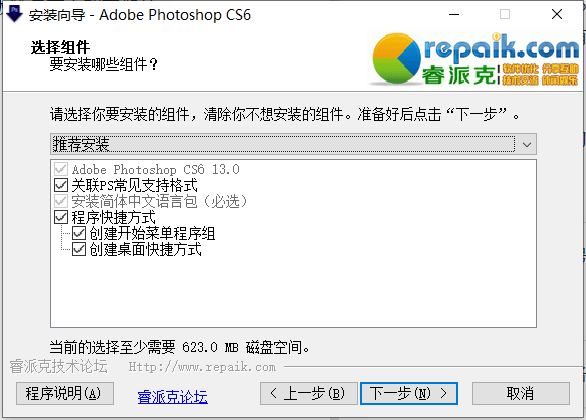 安装向导 - Adobe Photoshop CS6
选择组件
要安装哪些组件？
repaik.com
睿派克
软件优化 分享互助
技术交流 休闲娱乐
请选择你要安装的组件，清除你不想安装的组件。准备好后点击“下一步”。
推荐安装
Adobe Photoshop CS6 13.0
关联PS常见支持格式
安装简体中文语言包（必选）
程序快捷方式
创建开始菜单程序组
创建桌面快捷方式
当前的选择至少需要 623.0 MB 磁盘空间。
睿派克技术论坛 Http://www.repaik.com
程序说明(A) 睿派克论坛 < 上一步(B) 下一步(N) > 取消